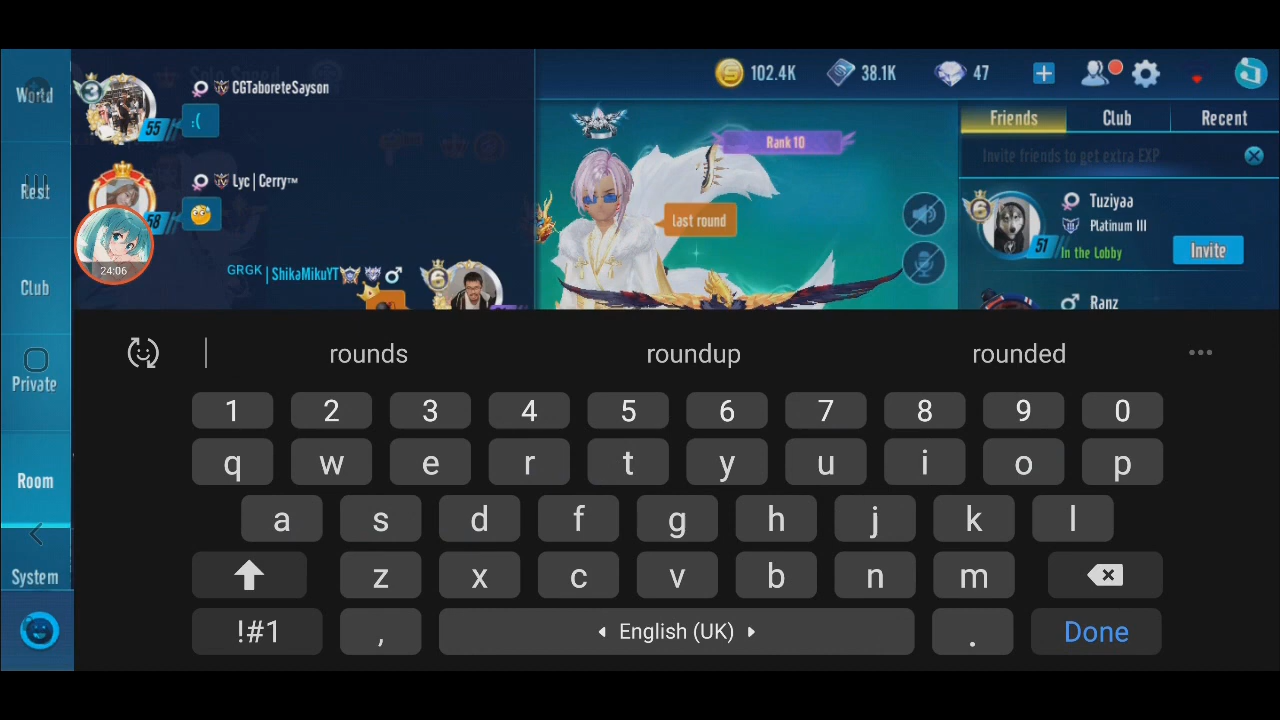 World
Rest
Club
Private
Room
System
3
CGTaboreteSayson
55
:(
Lyc | Cerry™
58
24:06
GRGK | ShikaMikuYT
6
102.4K
38.1K
47
Rank 10
last round
Friends
Club
Recent
Invite friends to get extra EXP
6
Tuziyaa
Platinum III
51
In the Lobby
Invite
Ranz
rounds
roundup
rounded
1 2 3 4 5 6 7 8 9 0
q w e r t y u i o p
a s d f g h j k l
z x c v b n m
!#1 , English (UK) . Done